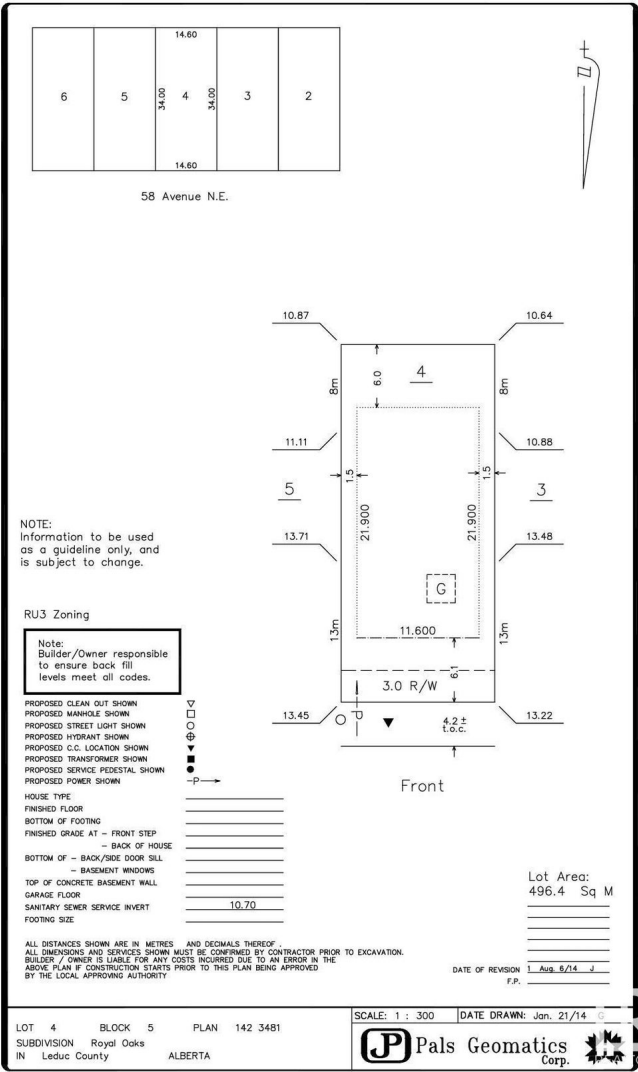 14.60
6
5
34.00
4
34.00
3
2
14.60
58 Avenue N.E.
10.87
10.64
8m
6.0
4
8m
11.11
10.88
1.5
1.5
5
3
21.900
21.900
NOTE:
Information to be used
as a guideline only, and
is subject to change.
13.71
13.48
G
RU3 Zoning
13m
11.600
13m
Note:
Builder/Owner responsible
to ensure back fill
levels meet all codes.
6.1
3.0 R/W
PROPOSED CLEAN OUT SHOWN
PROPOSED MANHOLE SHOWN
PROPOSED STREET LIGHT SHOWN
PROPOSED HYDRANT SHOWN
PROPOSED C.C. LOCATION SHOWN
PROPOSED TRANSFORMER SHOWN
PROPOSED SERVICE PEDESTAL SHOWN
PROPOSED POWER SHOWN -P→
13.45
P
4.2 ±
t.o.c.
13.22
Front
HOUSE TYPE
FINISHED FLOOR
BOTTOM OF FOOTING
FINISHED GRADE AT - FRONT STEP
- BACK OF HOUSE
BOTTOM OF - BACK/SIDE DOOR SILL
- BASEMENT WINDOWS
TOP OF CONCRETE BASEMENT WALL
GARAGE FLOOR
SANITARY SEWER SERVICE INVERT 10.70
FOOTING SIZE
Lot Area:
496.4 Sq M
ALL DISTANCES SHOWN ARE IN METRES AND DECIMALS THEREOF .
ALL DIMENSIONS AND SERVICES SHOWN MUST BE CONFIRMED BY CONTRACTOR PRIOR TO EXCAVATION.
BUILDER / OWNER IS LIABLE FOR ANY COSTS INCURRED DUE TO AN ERROR IN THE
ABOVE PLAN IF CONSTRUCTION STARTS PRIOR TO THIS PLAN BEING APPROVED
BY THE LOCAL APPROVING AUTHORITY
DATE OF REVISION 1 Aug. 6/14 J
F.P.
SCALE: 1 : 300 DATE DRAWN: Jan. 21/14 G
LOT 4 BLOCK 5 PLAN 142 3481
SUBDIVISION Royal Oaks
IN Leduc County ALBERTA
JP Pals Geomatics
Corp.